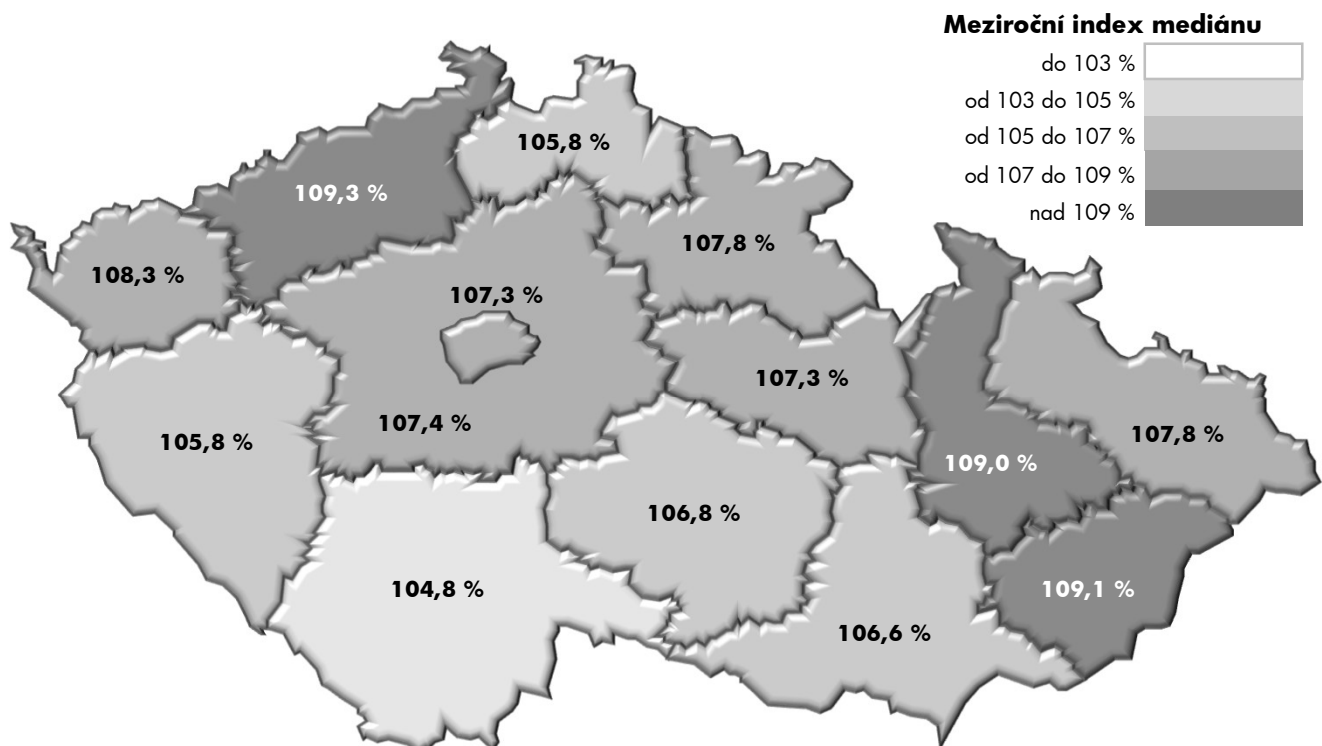 Meziroční index mediánu
do 103 %
od 103 do 105 %
od 105 do 107 %
od 107 do 109 %
nad 109 %
105,8 %
109,3 %
107,8 %
108,3 %
107,3 %
107,3 %
107,4 %
105,8 %
107,8 %
109,0 %
106,8 %
104,8 %
109,1 %
106,6 %